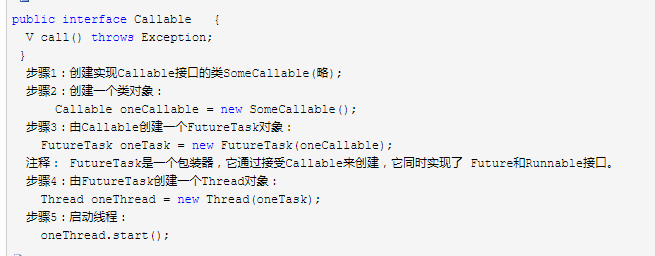 public interface Callable   {
  V call() throws Exception;
 }
  步骤1：创建实现Callable接口的类SomeCallable(略);
  步骤2：创建一个类对象：
      Callable oneCallable = new SomeCallable();
  步骤3：由Callable创建一个FutureTask对象：
    FutureTask oneTask = new FutureTask(oneCallable);
  注释： FutureTask是一个包装器，它通过接受Callable来创建，它同时实现了 Future和Runnable接口。
  步骤4：由FutureTask创建一个Thread对象：
    Thread oneThread = new Thread(oneTask);
  步骤5：启动线程：
    oneThread.start();